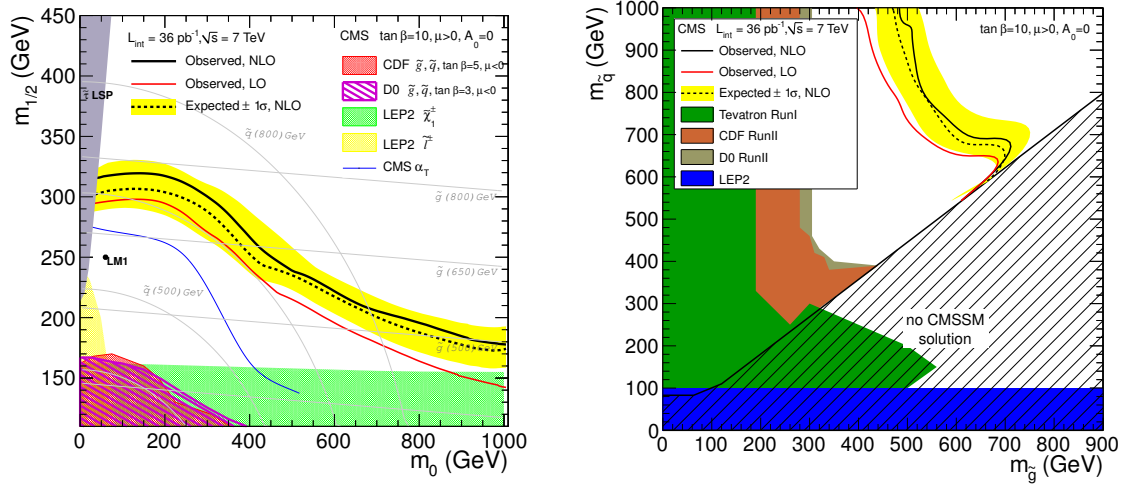 L_int = 36 pb⁻¹, √s = 7 TeV
CMS tan β=10, μ>0, A_0=0
Observed, NLO
Observed, LO
Expected ± 1σ, NLO
CDF g̃, q̃, tan β=5, μ<0
D0 g̃, q̃, tan β=3, μ<0
LEP2 χ̃₁^±
LEP2 l̃^±
CMS α_T
τ̃ LSP
q̃ (800) GeV
g̃ (800) GeV
LM1
g̃ (650) GeV
q̃ (500) GeV
g̃ (500) GeV
m_1/2 (GeV)
450
400
350
300
250
200
150
0 100 200 300 400 500 600 700 800 900 1000
m_0 (GeV)
CMS L_int = 36 pb⁻¹, √s = 7 TeV
tan β=10, μ>0, A_0=0
Observed, NLO
Observed, LO
Expected ± 1σ, NLO
Tevatron RunI
CDF RunII
D0 RunII
LEP2
no CMSSM
solution
m_q̃ (GeV)
1000
900
800
700
600
500
400
300
200
100
0
0 100 200 300 400 500 600 700 800 900
m_g̃ (GeV)